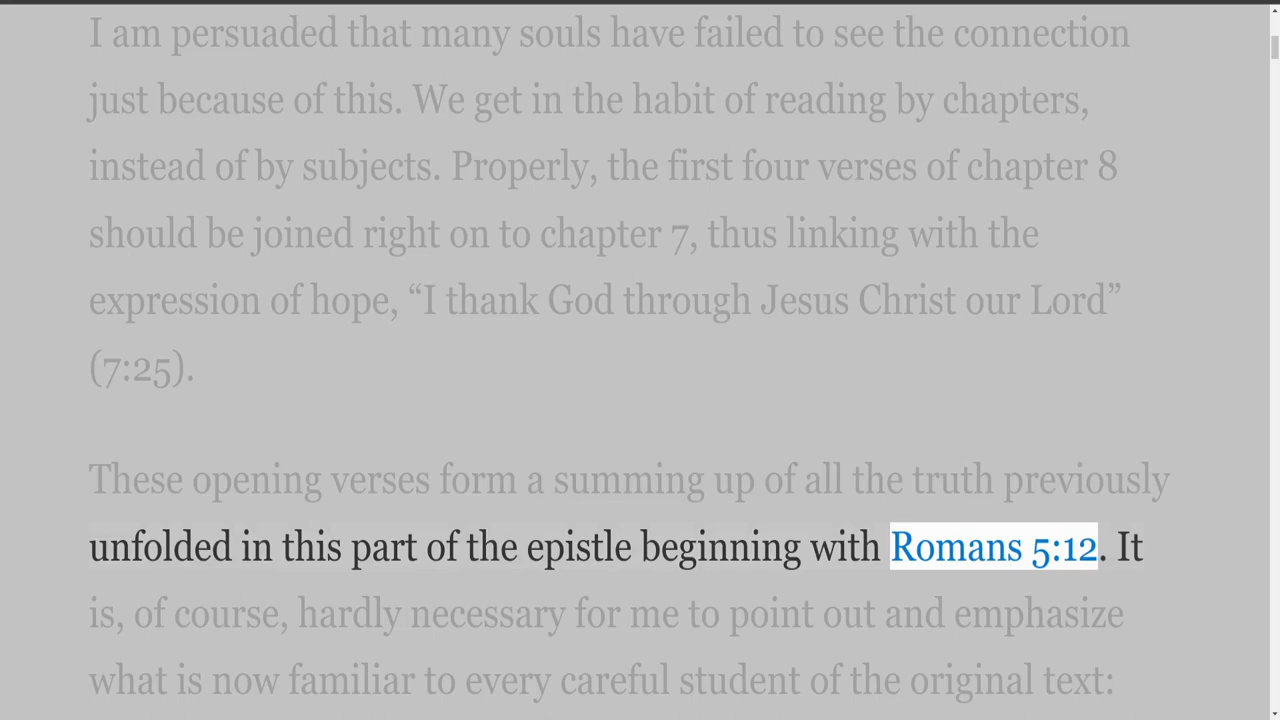 I am persuaded that many souls have failed to see the connection
just because of this. We get in the habit of reading by chapters,
instead of by subjects. Properly, the first four verses of chapter 8
should be joined right on to chapter 7, thus linking with the
expression of hope, “I thank God through Jesus Christ our Lord”
(7:25).
These opening verses form a summing up of all the truth previously
unfolded in this part of the epistle beginning with Romans 5:12. It
is, of course, hardly necessary for me to point out and emphasize
what is now familiar to every careful student of the original text: